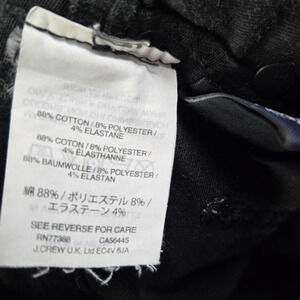 88% COTTON / 8% POLYESTER /
4% ELASTANE
88% COTTON / 8% POLYESTER /
4% ÉLASTHANNE
88% BAUMWOLLE / 8% POLYESTER /
4% ELASTAN
綿 88% / ポリエステル 8% /
エラステーン 4%
SEE REVERSE FOR CARE
RN77388 CA56445
J.CREW U.K. Ltd EC4V 6JA